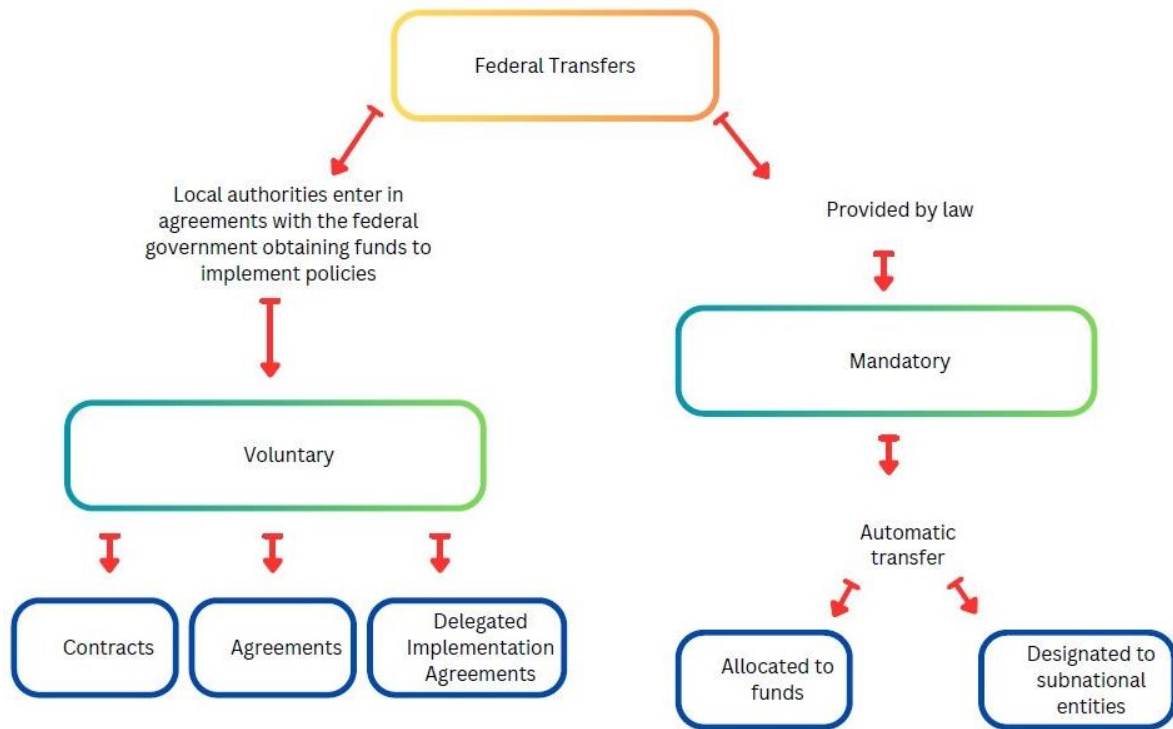 Federal Transfers
Local authorities enter in
agreements with the federal
government obtaining funds to
implement policies
Provided by law
Mandatory
Voluntary
Automatic
transfer
Contracts
Agreements
Delegated
Implementation
Agreements
Allocated to
funds
Designated to
subnational
entities